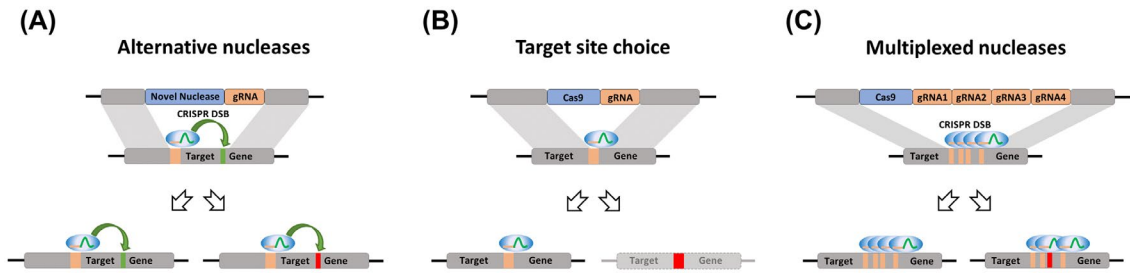 (A)
Alternative nucleases
Novel Nuclease gRNA
CRISPR DSB
Target Gene
Target Gene
Target Gene
(B)
Target site choice
Cas9 gRNA
Target Gene
Target Gene
Target Gene
(C)
Multiplexed nucleases
Cas9 gRNA1 gRNA2 gRNA3 gRNA4
CRISPR DSB
Target Gene
Target Gene
Target Gene